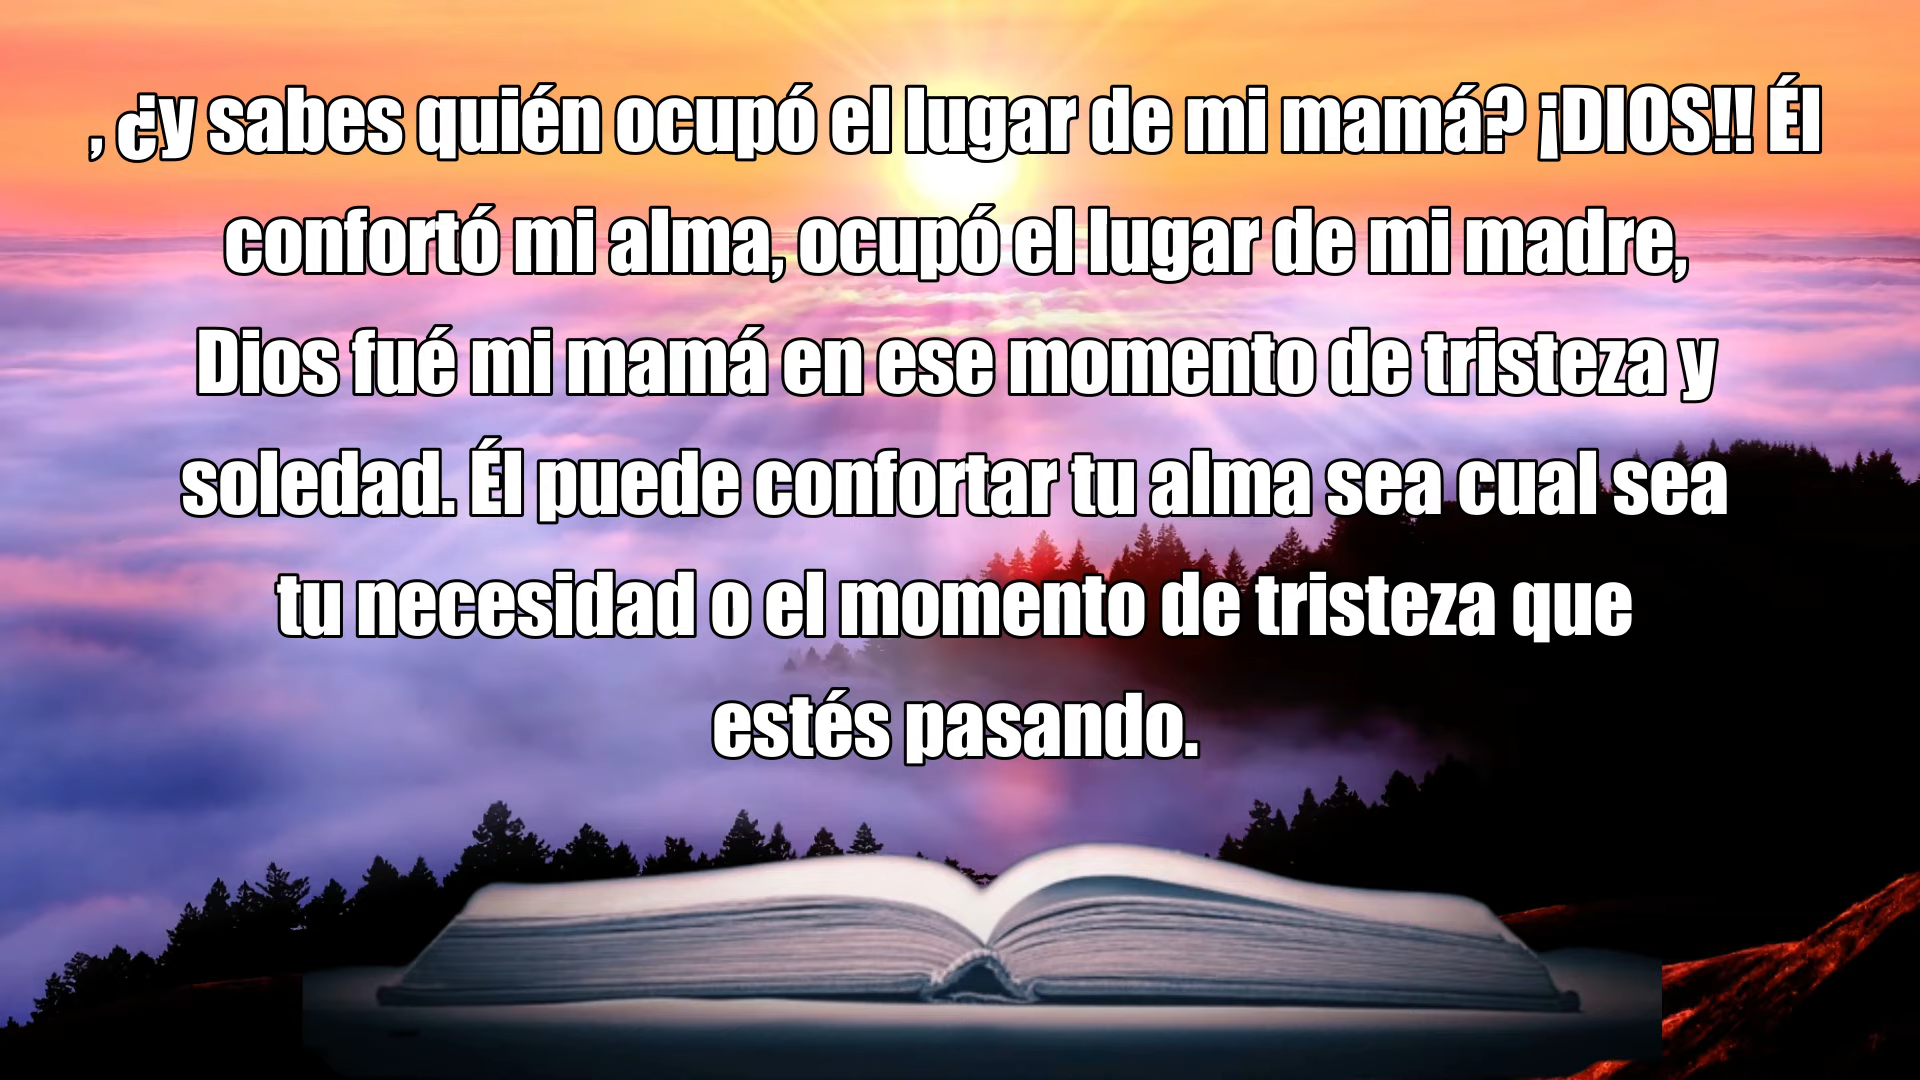 , ¿y sabes quién ocupó el lugar de mi mamá? ¡DIOS!! Él
confortó mi alma, ocupó el lugar de mi madre,
Dios fué mi mamá en ese momento de tristeza y
soledad. Él puede confortar tu alma sea cual sea
tu necesidad o el momento de tristeza que
estés pasando.